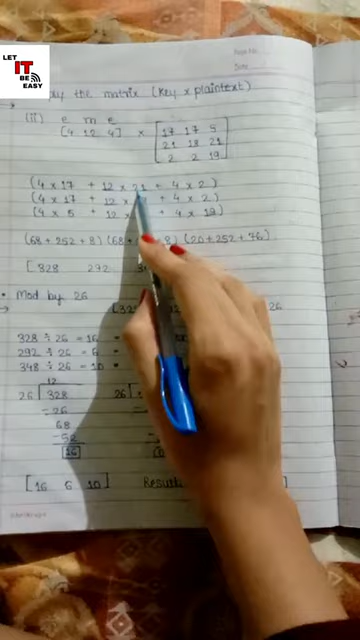 LET
IT
BE
EASY
Page No.
Date
the matrix (key x plaintext)
(ii) e m e
[4 12 4] × [17 17 5
21 18 21
2 2 19]
(4 x 17 + 12 x 21 + 4 x 2)
(4 x 17 + 12 x + 4 x 2)
(4 x 5 + 12 x + 4 x 19)
(68 + 252 + 8) (68 + 8) (20 + 252 + 76)
[328 292
• Mod by 26
26
328 ÷ 26 = 16
292 ÷ 26 = 6
348 ÷ 26 = 10
12
26 328 26
- 26
68
- 52
16
[16 6 10] Result